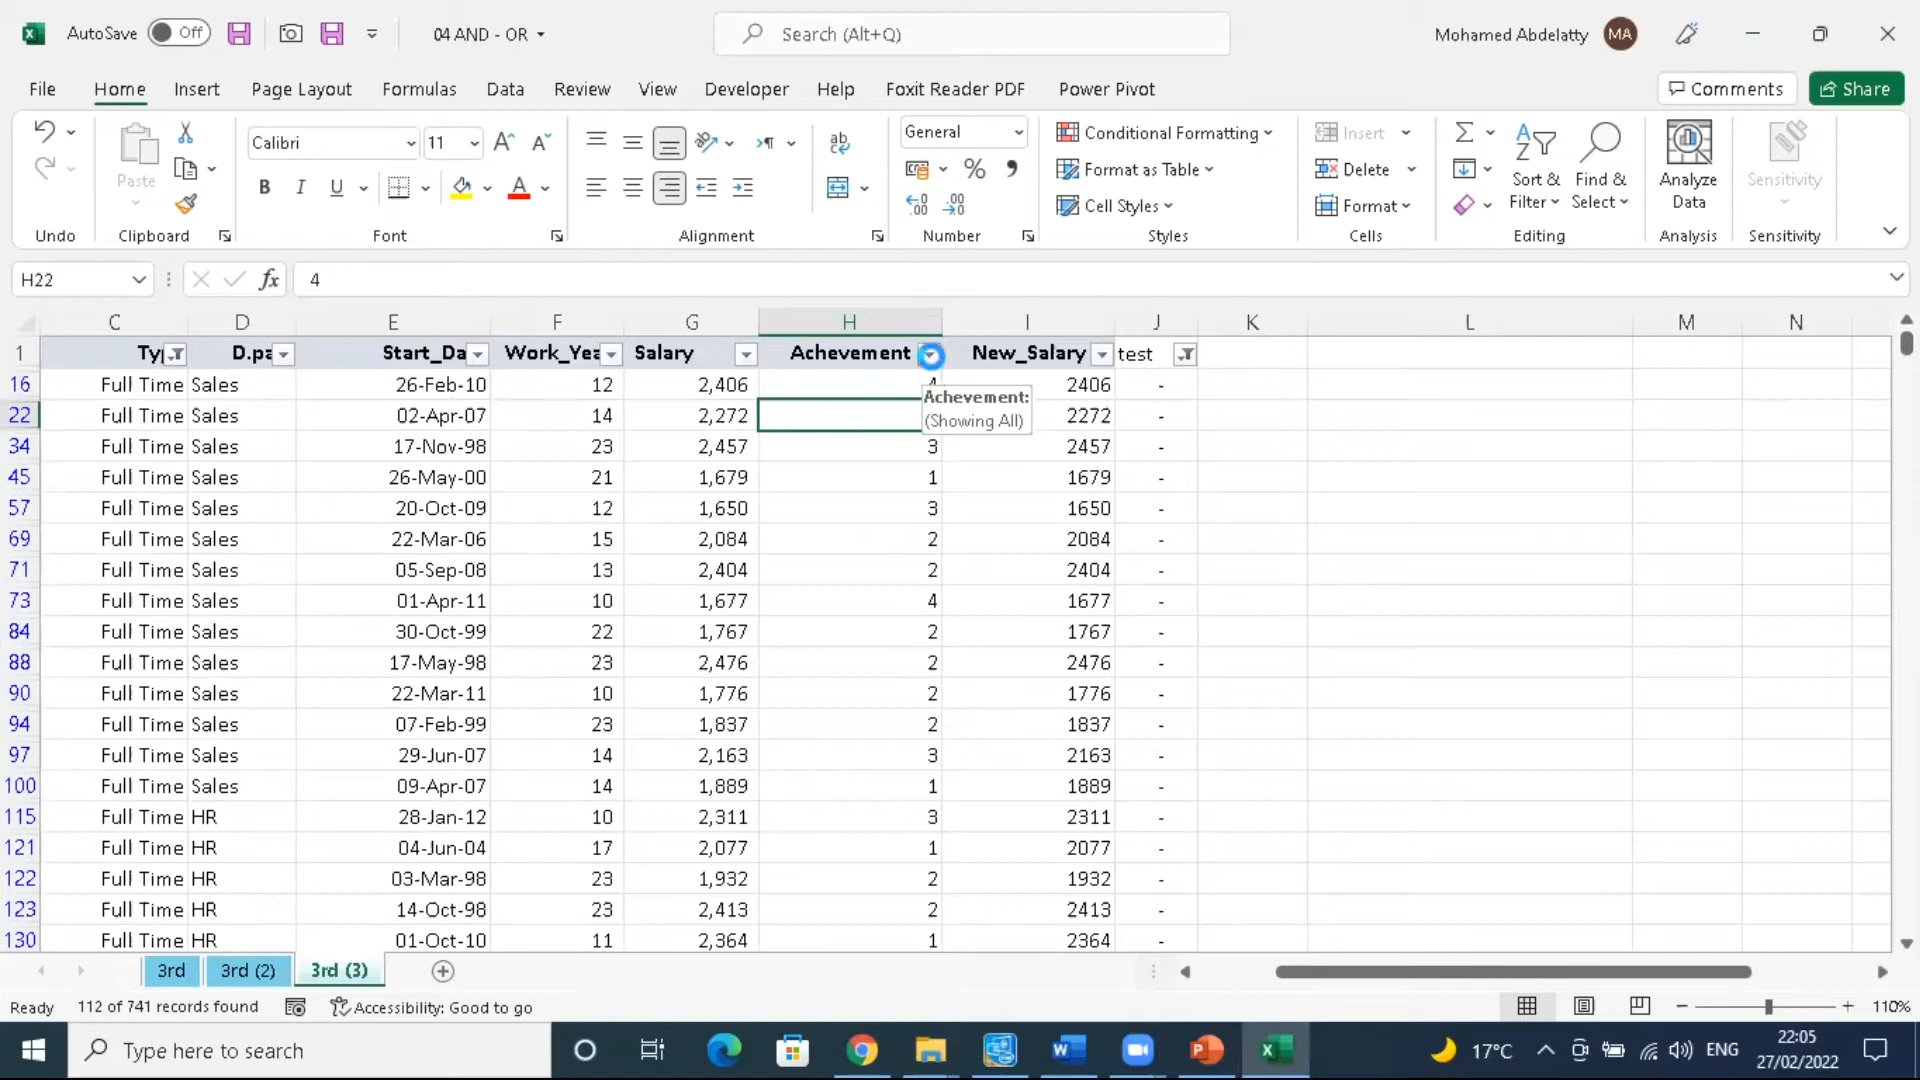 AutoSave Off 04 AND - OR Search (Alt+Q) Mohamed Abdelatty MA
File Home Insert Page Layout Formulas Data Review View Developer Help Foxit Reader PDF Power Pivot Comments Share
Calibri 11 General Conditional Formatting Insert
Paste Format as Table Delete Sort & Filter Find & Select Analyze Data Sensitivity
B I U A Cell Styles Format
Undo Clipboard Font Alignment Number Styles Cells Editing Analysis Sensitivity
H22 fx 4
C D E F G H I J K L M N
1 Typ D.pa Start_Da Work_Yea Salary Achevement New_Salary test
16 Full Time Sales 26-Feb-10 12 2,406 4 2406 -
Achevement:
(Showing All)
22 Full Time Sales 02-Apr-07 14 2,272 2272 -
34 Full Time Sales 17-Nov-98 23 2,457 3 2457 -
45 Full Time Sales 26-May-00 21 1,679 1 1679 -
57 Full Time Sales 20-Oct-09 12 1,650 3 1650 -
69 Full Time Sales 22-Mar-06 15 2,084 2 2084 -
71 Full Time Sales 05-Sep-08 13 2,404 2 2404 -
73 Full Time Sales 01-Apr-11 10 1,677 4 1677 -
84 Full Time Sales 30-Oct-99 22 1,767 2 1767 -
88 Full Time Sales 17-May-98 23 2,476 2 2476 -
90 Full Time Sales 22-Mar-11 10 1,776 2 1776 -
94 Full Time Sales 07-Feb-99 23 1,837 2 1837 -
97 Full Time Sales 29-Jun-07 14 2,163 3 2163 -
100 Full Time Sales 09-Apr-07 14 1,889 1 1889 -
115 Full Time HR 28-Jan-12 10 2,311 3 2311 -
121 Full Time HR 04-Jun-04 17 2,077 1 2077 -
122 Full Time HR 03-Mar-98 23 1,932 2 1932 -
123 Full Time HR 14-Oct-98 23 2,413 2 2413 -
130 Full Time HR 01-Oct-10 11 2,364 1 2364 -
3rd 3rd (2) 3rd (3)
Ready 112 of 741 records found Accessibility: Good to go 110%
Type here to search 17°C ENG 22:05
27/02/2022